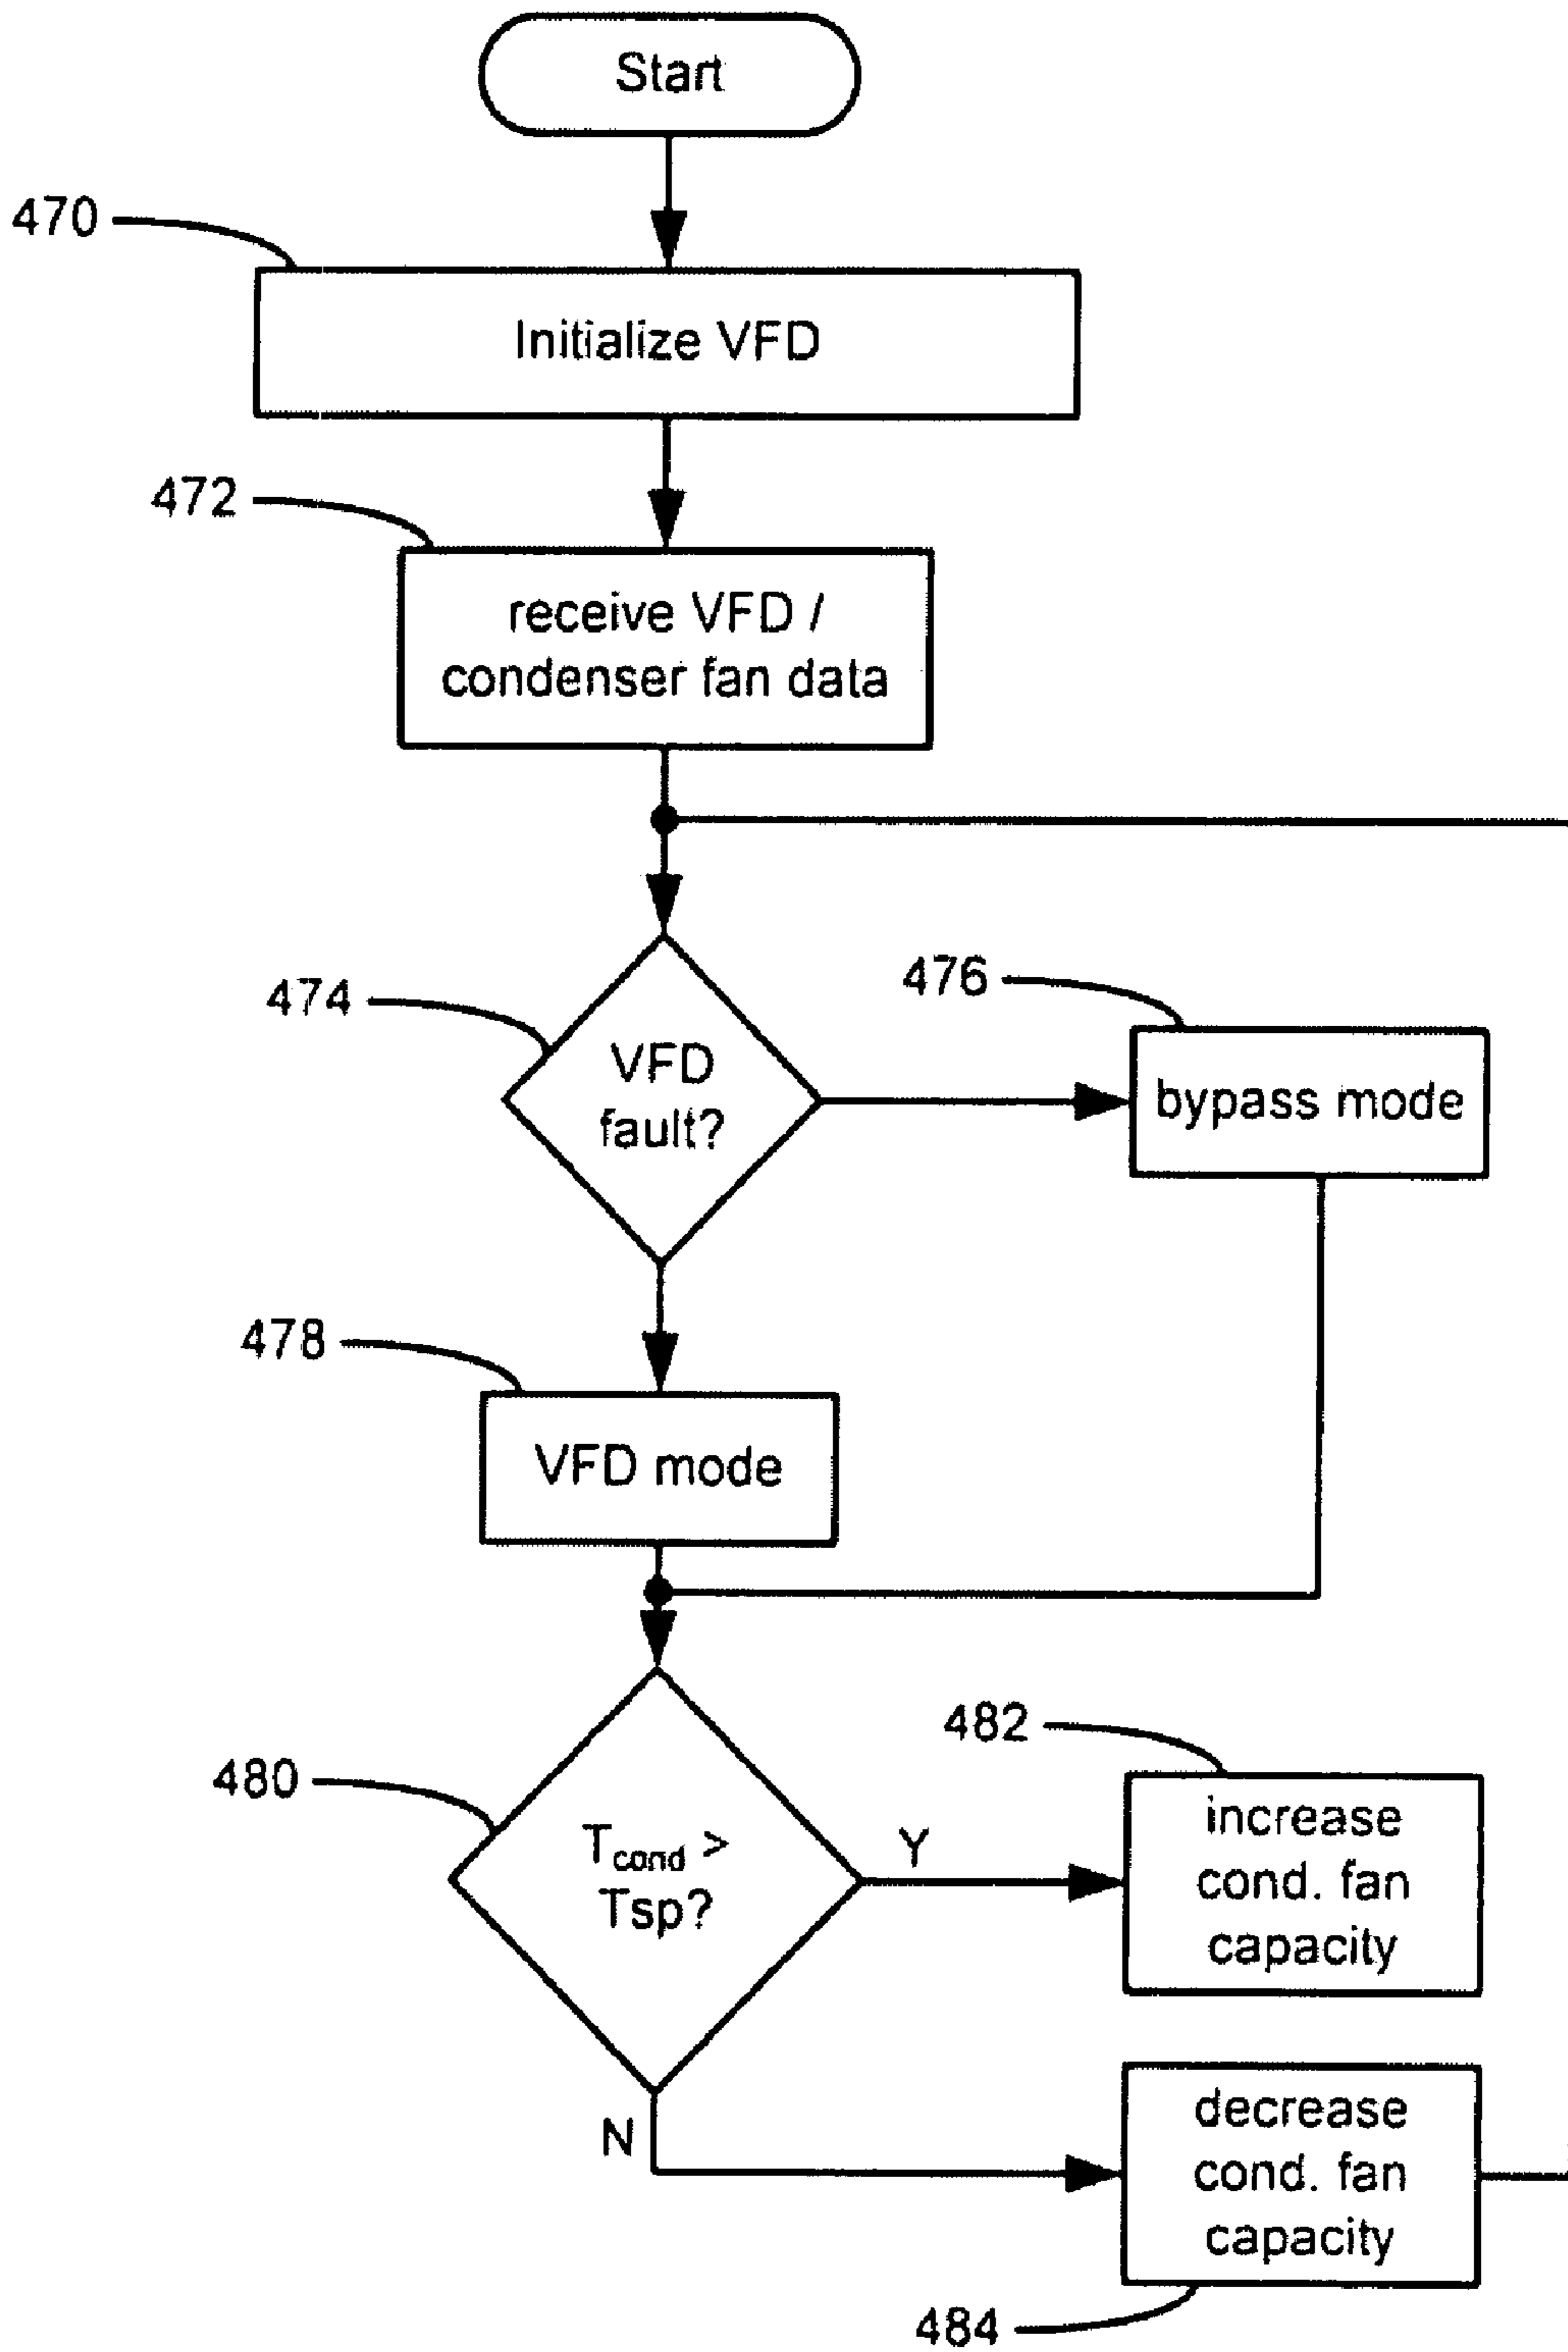 Start
470
Initialize VFD
472
receive VFD /
condenser fan data
474
VFD
fault?
476
bypass mode
478
VFD mode
480
Tcond >
Tsp?
Y
482
increase
cond. fan
capacity
N
decrease
cond. fan
capacity
484